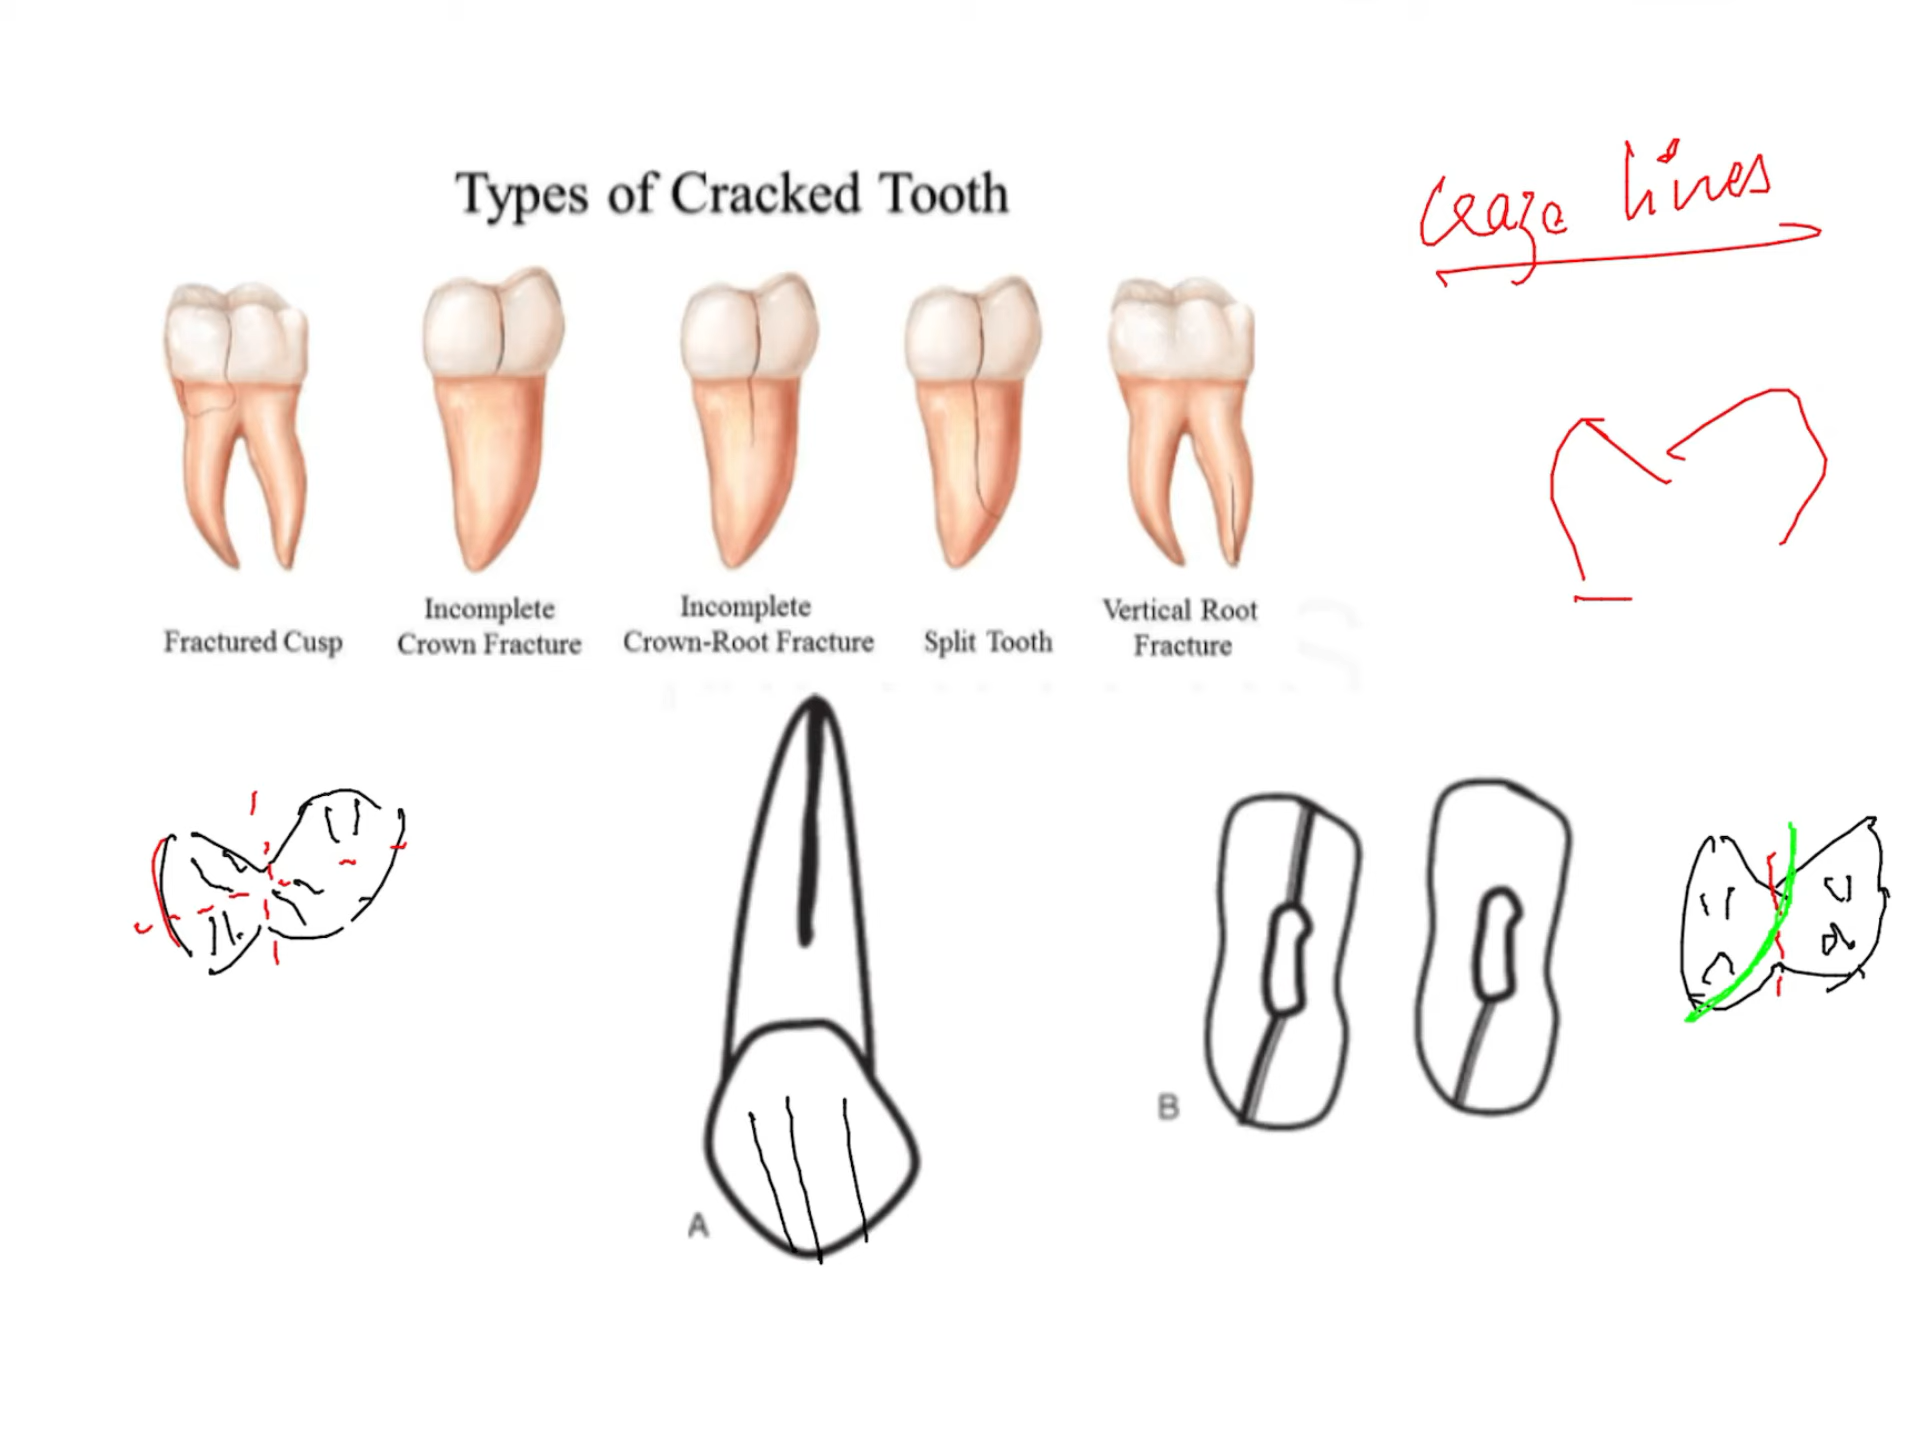 Types of Cracked Tooth
Craze lines
Fractured Cusp
Incomplete
Crown Fracture
Incomplete
Crown-Root Fracture
Split Tooth
Vertical Root
Fracture
A
B